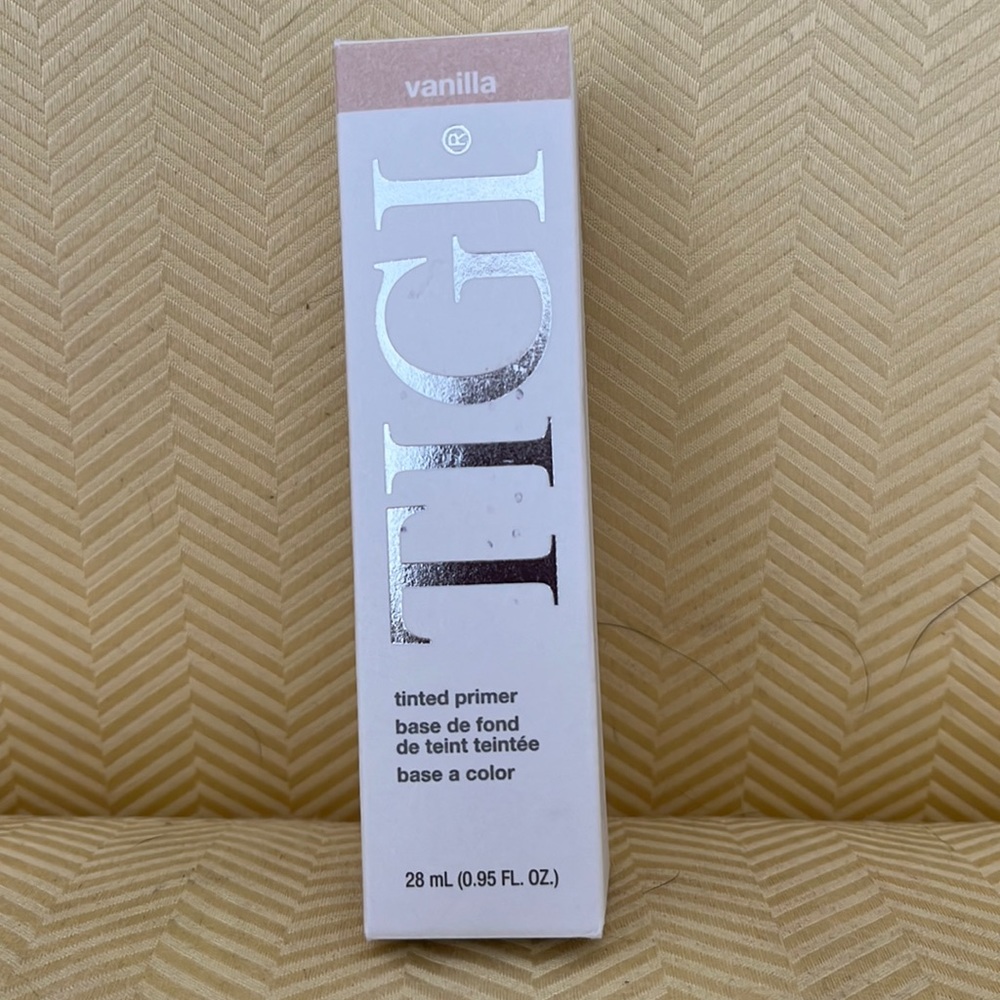 vanilla
TIGI®
tinted primer
base de fond
de teint teintée
base a color
28 mL (0.95 FL. OZ.)